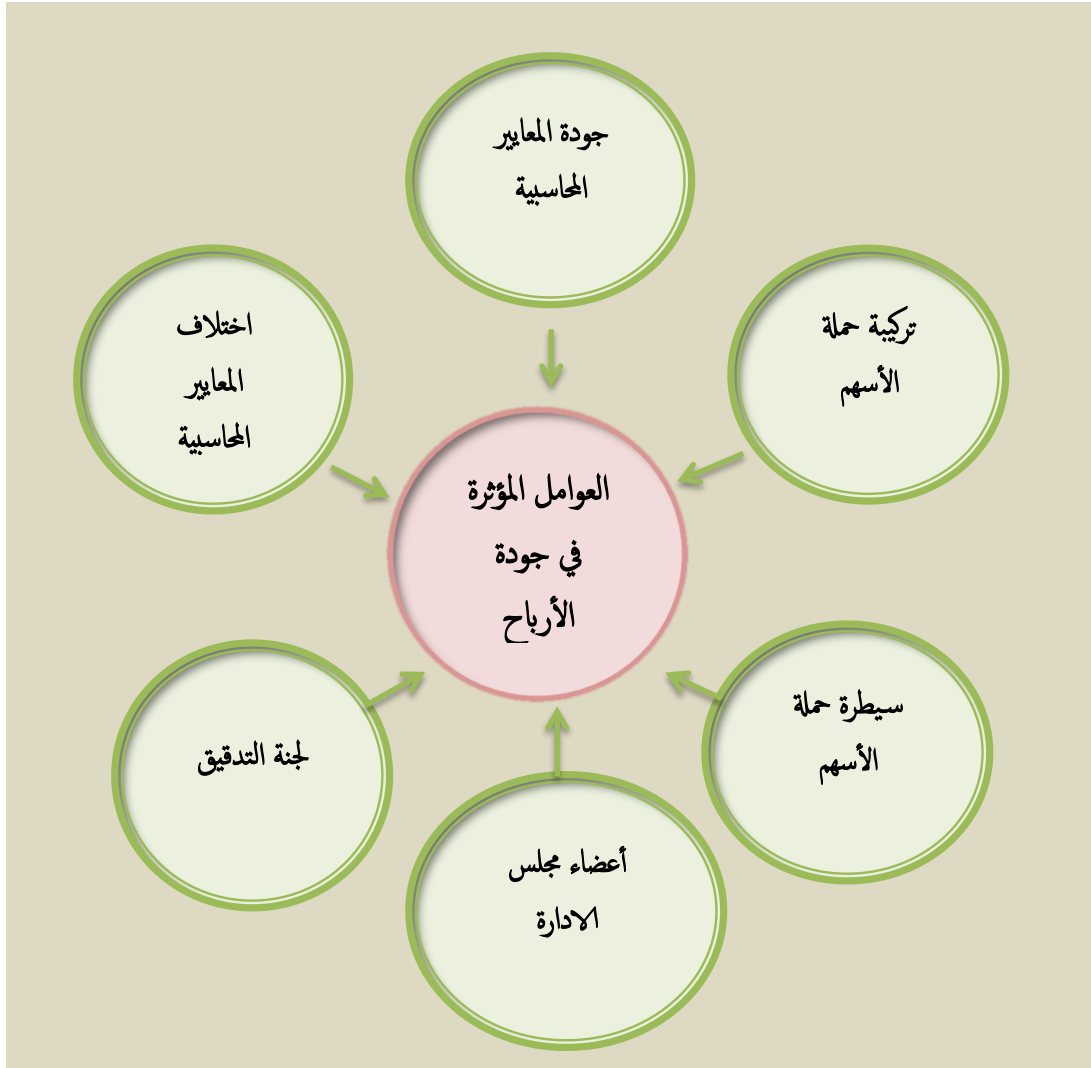 جودة المعايير
المحاسبية
تركيبة حملة
الأسهم
اختلاف
المعايير
المحاسبية
العوامل المؤثرة
في جودة
الأرباح
سيطرة حملة
الأسهم
لجنة التدقيق
أعضاء مجلس
الادارة